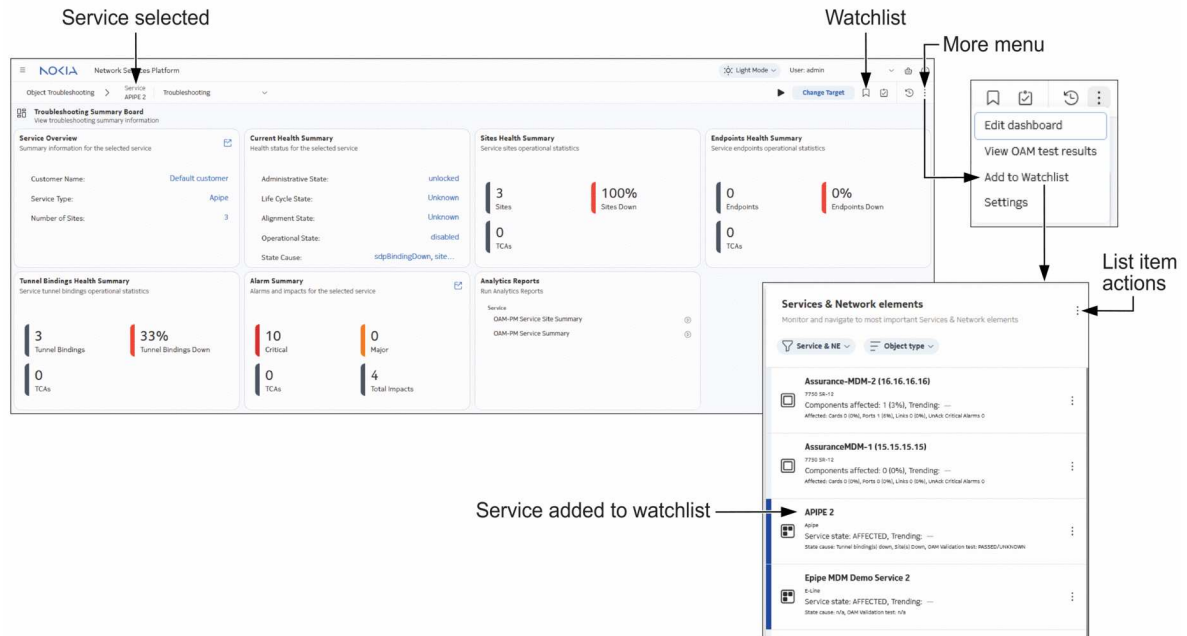 Service selected
Watchlist
More menu
NOKIA Network Services Platform
Light Mode User: admin
Object Troubleshooting > Service APIPE 2 Troubleshooting
Change Target
Troubleshooting Summary Board
View troubleshooting summary information
Service Overview
Summary information for the selected service
Customer Name: Default customer
Service Type: Apipe
Number of Sites: 3
Current Health Summary
Health status for the selected service
Administrative State: unlocked
Life Cycle State: Unknown
Alignment State: Unknown
Operational State: disabled
State Cause: sdpBindingDown, site...
Sites Health Summary
Service sites operational statistics
3 100%
Sites Sites Down
0
TCAs
Endpoints Health Summary
Service endpoints operational statistics
0 0%
Endpoints Endpoints Down
0
TCAs
Tunnel Bindings Health Summary
Service tunnel bindings operational statistics
3 33%
Tunnel Bindings Tunnel Bindings Down
0
TCAs
Alarm Summary
Alarms and impacts for the selected service
10 0
Critical Major
0 4
TCAs Total Impacts
Analytics Reports
Run Analytics Reports
Service
OAM-PM Service Site Summary
OAM-PM Service Summary
Edit dashboard
View OAM test results
Add to Watchlist
Settings
List item
actions
Services & Network elements
Monitor and navigate to most important Services & Network elements
Service & NE Object type
Assurance-MDM-2 (16.16.16.16)
7750 SR-12
Components affected: 1 (3%), Trending: —
Affected: Cards 0 (0%), Ports 1 (6%), Links 0 (0%), UnAck Critical Alarms 0
AssuranceMDM-1 (15.15.15.15)
7750 SR-12
Components affected: 0 (0%), Trending: —
Affected: Cards 0 (0%), Ports 0 (0%), Links 0 (0%), UnAck Critical Alarms 0
Service added to watchlist
APIPE 2
Apipe
Service state: AFFECTED, Trending: —
State cause: Tunnel binding(s) down, Site(s) Down, OAM Validation test: PASSED/UNKNOWN
Epipe MDM Demo Service 2
E-Line
Service state: AFFECTED, Trending: —
State cause: n/a, OAM Validation test: n/a